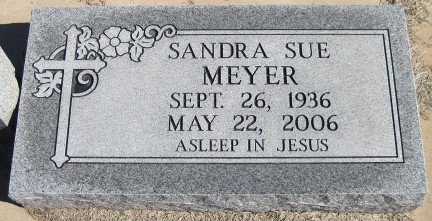 SANDRA SUE
MEYER
SEPT. 26, 1936
MAY 22, 2006
ASLEEP IN JESUS